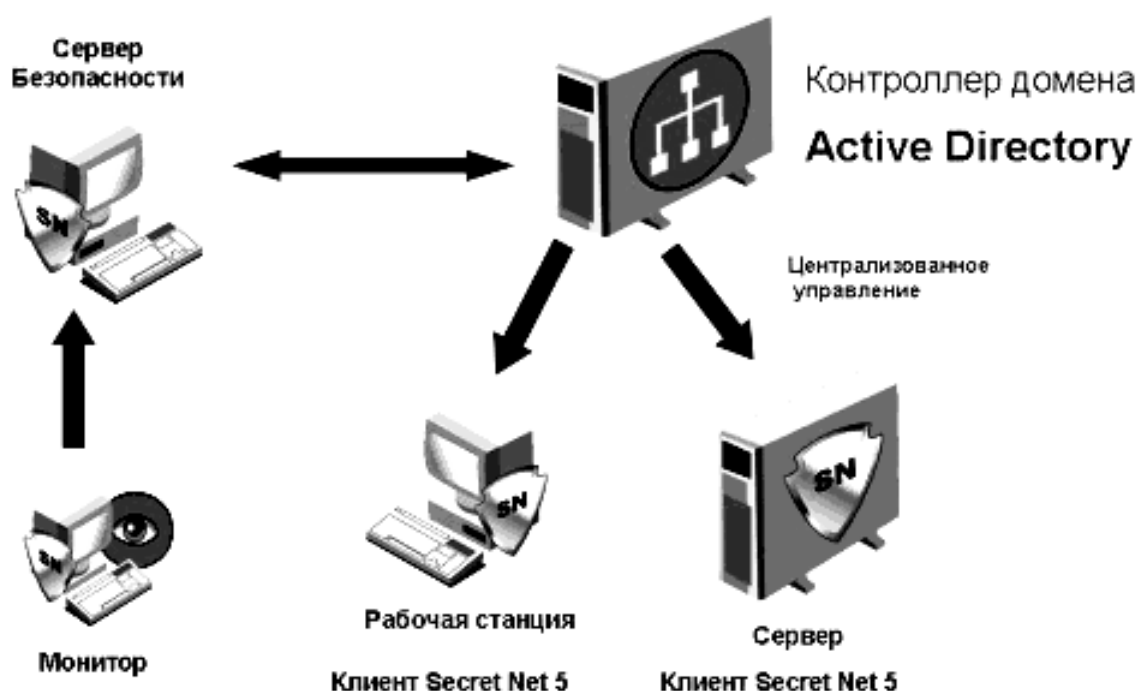 Сервер
Безопасности
Контроллер домена
Active Directory
SN
Централизованное
управление
SN
SN
SN
Рабочая станция
Сервер
Монитор
Клиент Secret Net 5
Клиент Secret Net 5